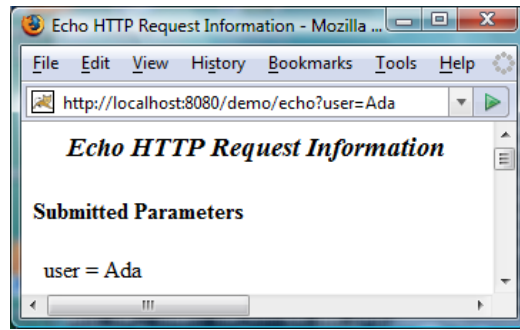 Echo HTTP Request Information - Mozilla ...
File Edit View History Bookmarks Tools Help
http://localhost:8080/demo/echo?user=Ada
Echo HTTP Request Information
Submitted Parameters
user = Ada